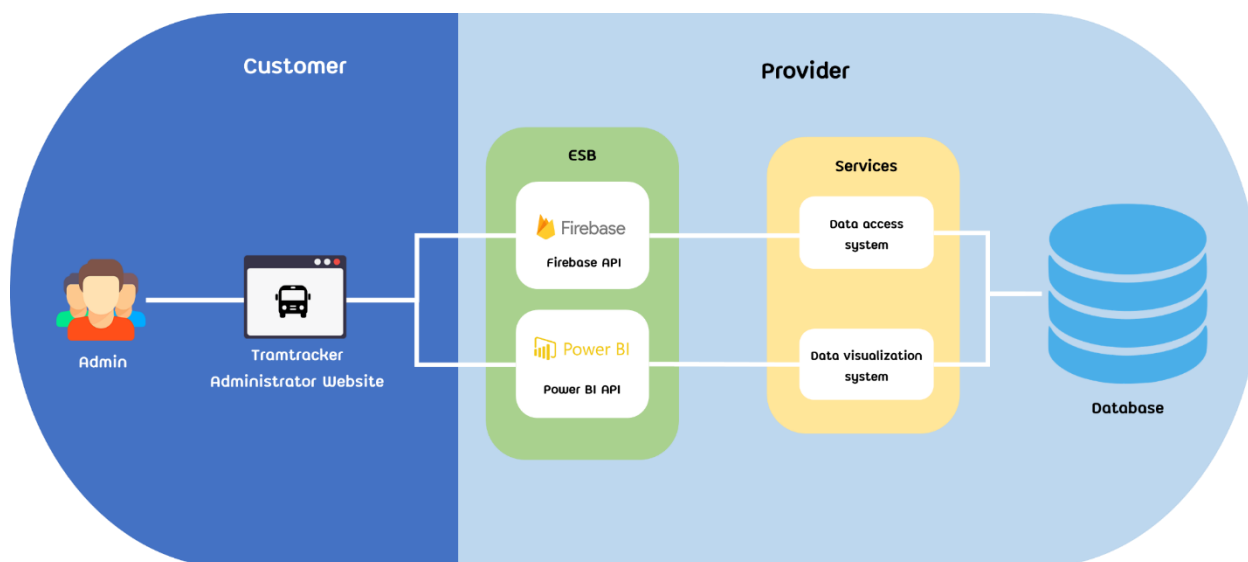 Customer
Provider
ESB
Services
Firebase
Firebase API
Data access
system
Admin
Tramtracker
Administrator Website
Power BI
Power BI API
Data visualization
system
Database